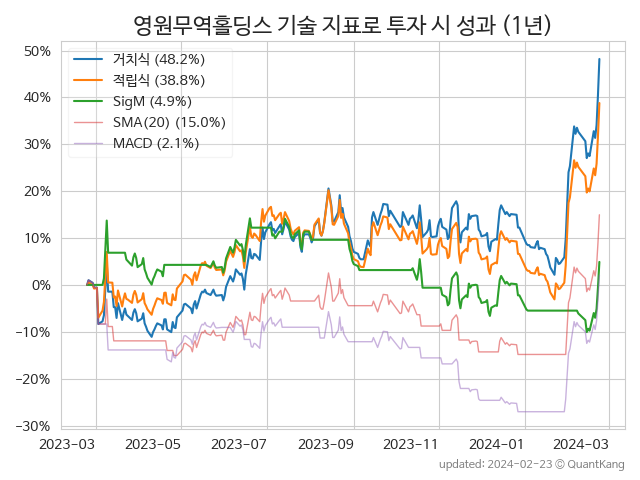 영원무역홀딩스 기술 지표로 투자 시 성과 (1년)
거치식 (48.2%)
적립식 (38.8%)
SigM (4.9%)
SMA(20) (15.0%)
MACD (2.1%)
50%
40%
30%
20%
10%
0%
−10%
−20%
−30%
2023-03 2023-05 2023-07 2023-09 2023-11 2024-01 2024-03
updated: 2024-02-23 © QuantKang